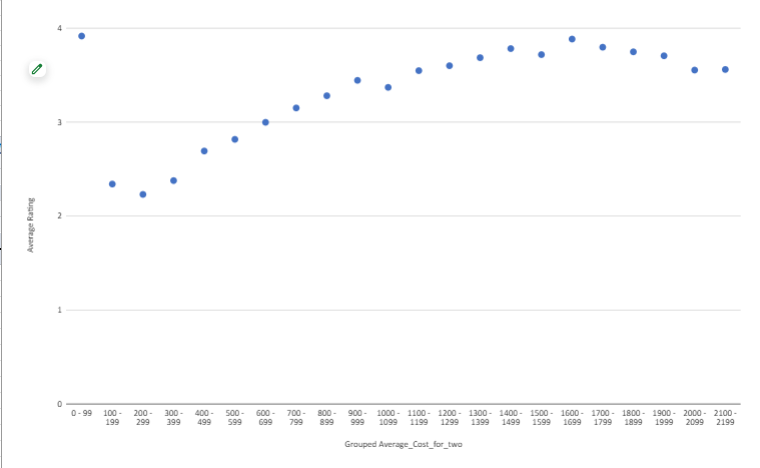 4
3
2
1
0
Average Rating
0 - 99 100 - 200 - 300 - 400 - 500 - 600 - 700 - 800 - 900 - 1000 - 1100 - 1200 - 1300 - 1400 - 1500 - 1600 - 1700 - 1800 - 1900 - 2000 - 2100 -
199 299 399 499 599 699 799 899 999 1099 1199 1299 1399 1499 1599 1699 1799 1899 1999 2099 2199
Grouped Average_Cost_for_two